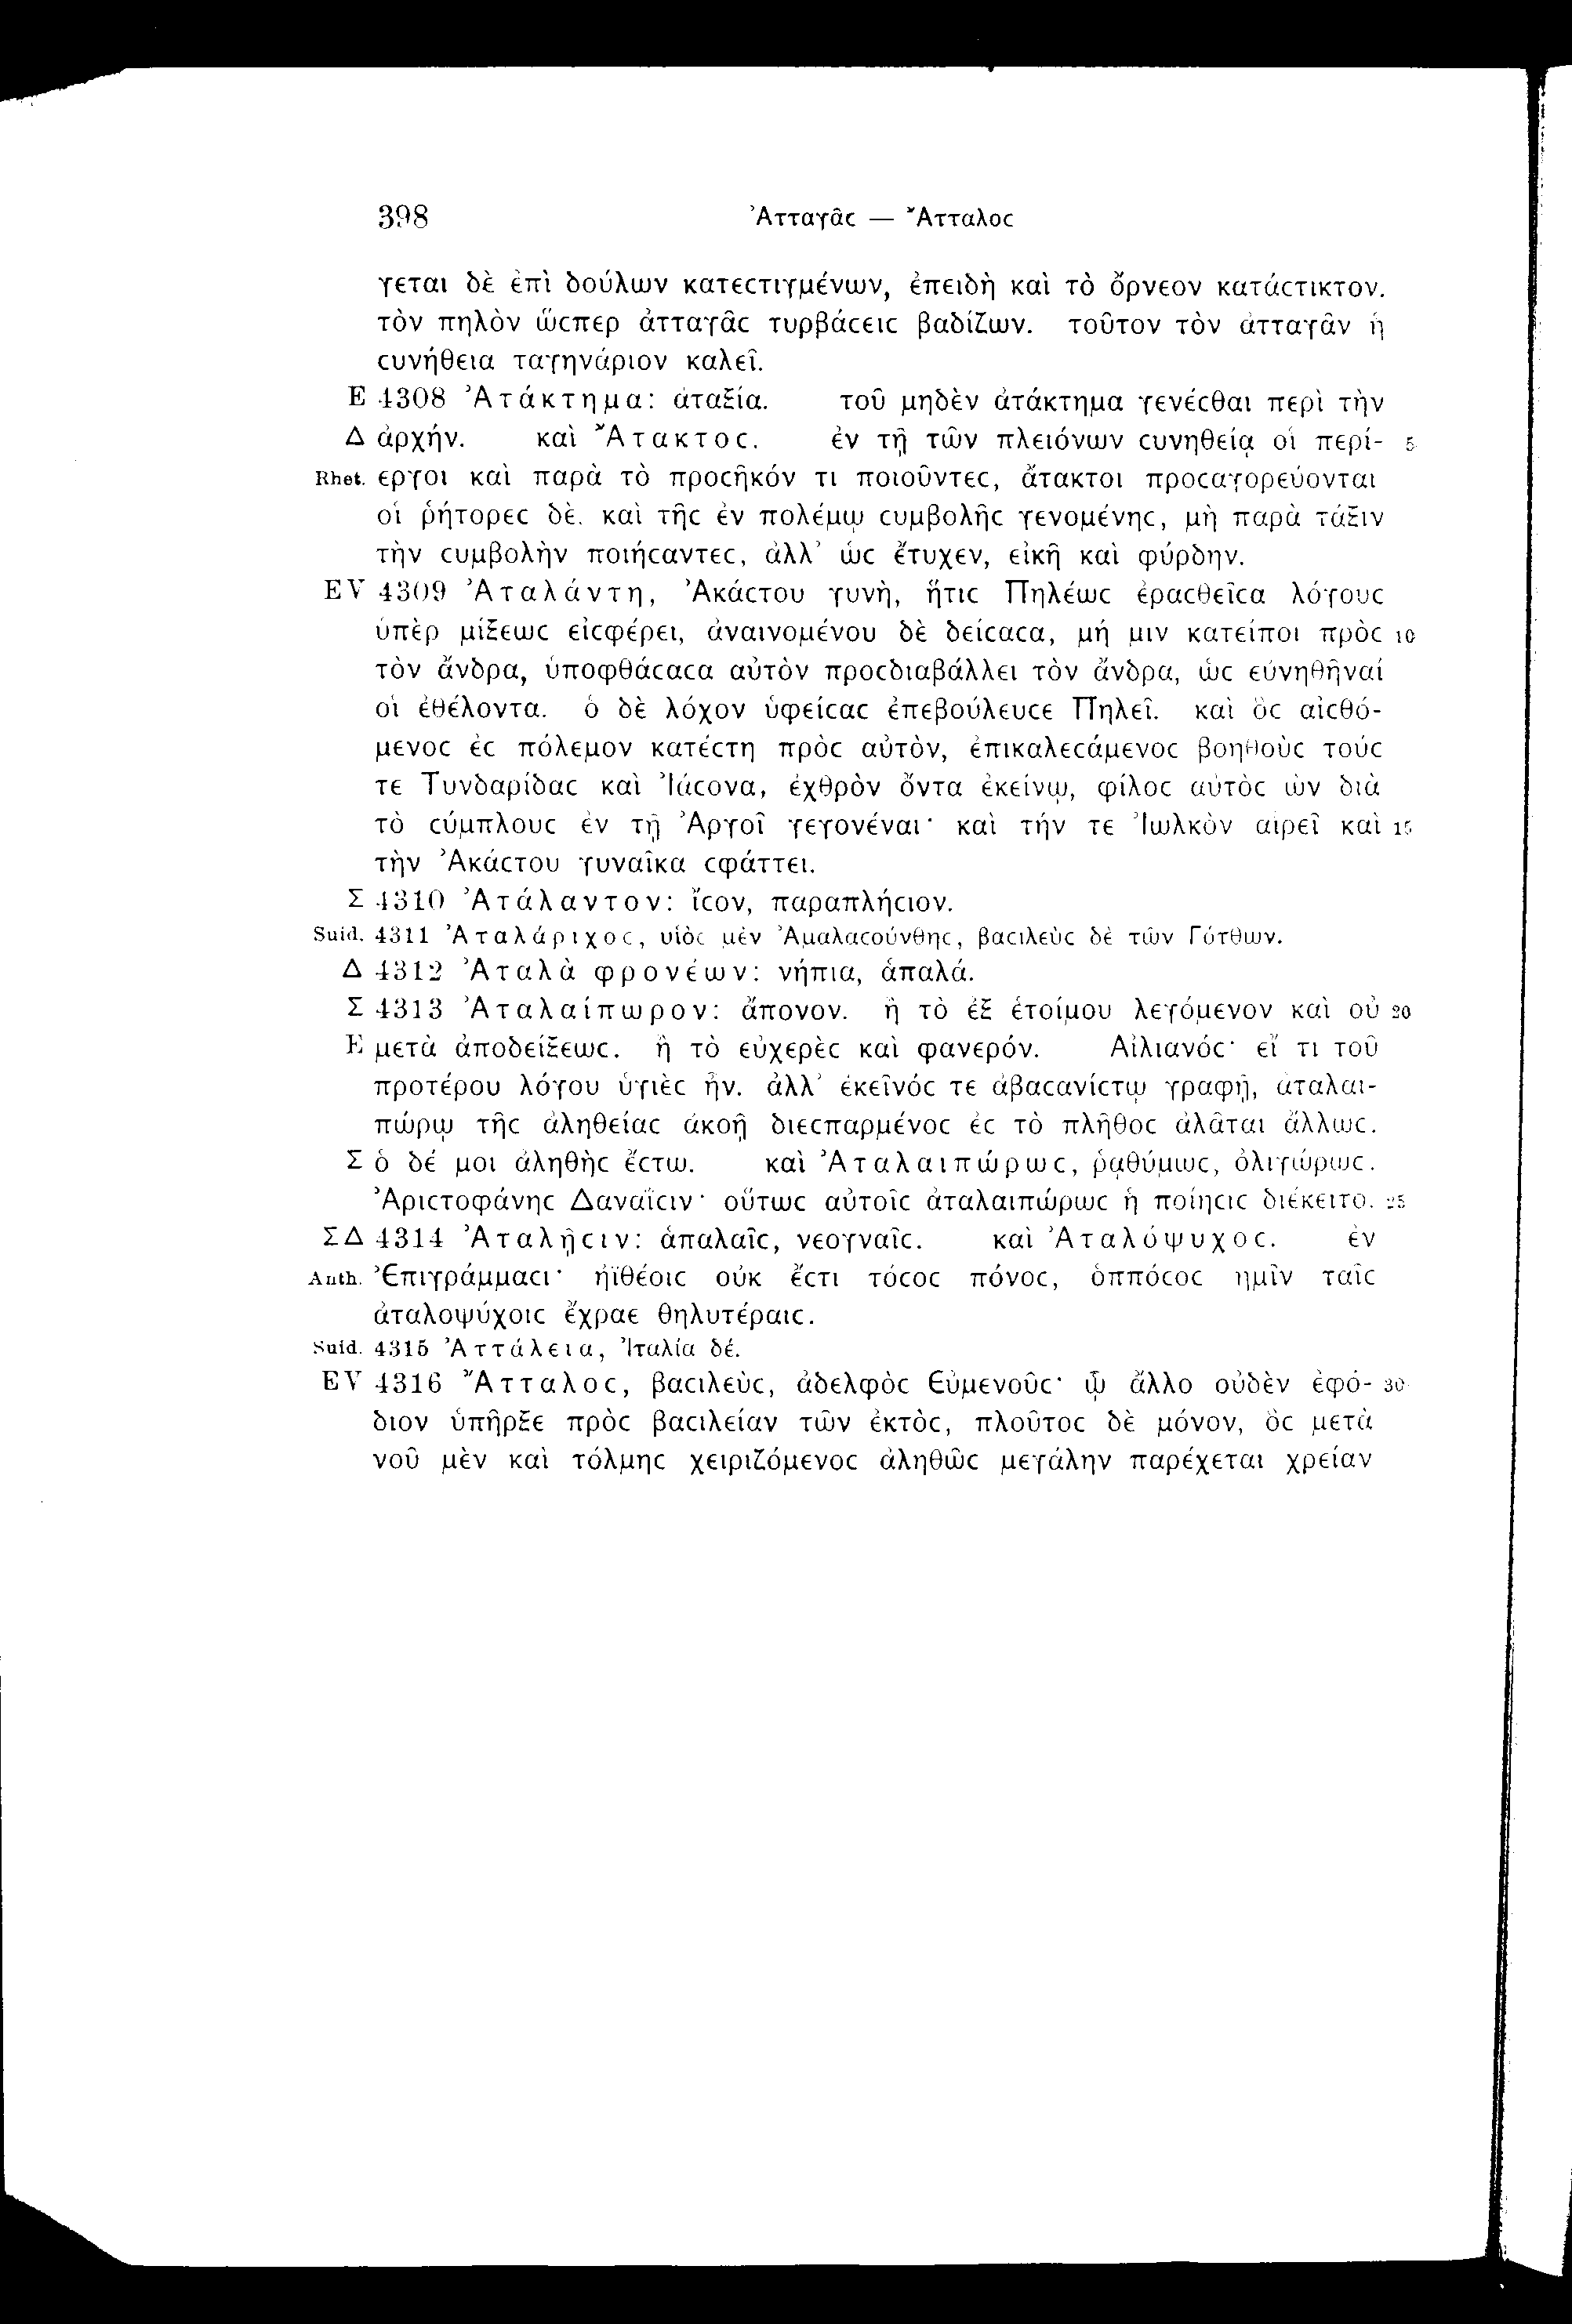 398 Ἀτταγᾶϲ — Ἄτταλοϲ
γεται δὲ ἐπὶ δούλων κατεϲτιγμένων, ἐπειδὴ καὶ τὸ ὄρνεον κατάϲτικτον.
τὸν πηλὸν ὥϲπερ ἀτταγᾶϲ τυρβάϲειϲ βαδίζων. τοῦτον τὸν ἀτταγᾶν ἡ
ϲυνήθεια ταγηνάριον καλεῖ.
E 4308 Ἀτάκτημα: ἀταξία. τοῦ μηδὲν ἀτάκτημα γενέϲθαι περὶ τὴν
Δ ἀρχήν. καὶ Ἄτακτοϲ. ἐν τῇ τῶν πλειόνων ϲυνηθείᾳ οἱ περί- 5
Rhet. εργοι καὶ παρὰ τὸ προϲῆκόν τι ποιοῦντεϲ, ἄτακτοι προϲαγορεύονται
οἱ ῥήτορεϲ δὲ. καὶ τῆϲ ἐν πολέμῳ ϲυμβολῆϲ γενομένηϲ, μὴ παρὰ τάξιν
τὴν ϲυμβολὴν ποιήϲαντεϲ, ἀλλ’ ὡϲ ἔτυχεν, εἰκῆ καὶ φύρδην.
EV 4309 Ἀταλάντη, Ἀκάϲτου γυνὴ, ἥτιϲ Πηλέωϲ ἐραϲθεῖϲα λόγουϲ
ὑπὲρ μίξεωϲ εἰϲφέρει, ἀναινομένου δὲ δείϲαϲα, μή μιν κατείποι πρὸϲ 10
τὸν ἄνδρα, ὑποφθάϲαϲα αὐτὸν προϲδιαβάλλει τὸν ἄνδρα, ὡϲ εὐνηθῆναί
οἱ ἐθέλοντα. ὁ δὲ λόχον ὑφείϲαϲ ἐπεβούλευϲε Πηλεῖ. καὶ ὃϲ αἰϲθό-
μενοϲ ἐϲ πόλεμον κατέϲτη πρὸϲ αὐτὸν, ἐπικαλεϲάμενοϲ βοηθοὺϲ τούϲ
τε Τυνδαρίδαϲ καὶ Ἰάϲονα, ἐχθρὸν ὄντα ἐκείνῳ, φίλοϲ αὐτὸϲ ὢν διὰ
τὸ ϲύμπλουϲ ἐν τῇ Ἀργοῖ γεγονέναι· καὶ τήν τε Ἰωλκὸν αἱρεῖ καὶ 15
τὴν Ἀκάϲτου γυναῖκα ϲφάττει.
Σ 4310 Ἀτάλαντον: ἴϲον, παραπλήϲιον.
Suid. 4311 Ἀταλάριχοϲ, υἱὸϲ μὲν Ἀμαλαϲούνθηϲ, βαϲιλεὺϲ δὲ τῶν Γότθων.
Δ 4312 Ἀταλὰ φρονέων: νήπια, ἁπαλά.
Σ 4313 Ἀταλαίπωρον: ἄπονον. ἢ τὸ ἐξ ἑτοίμου λεγόμενον καὶ οὐ 20
E μετὰ ἀποδείξεωϲ. ἢ τὸ εὐχερὲϲ καὶ φανερόν. Αἰλιανόϲ· εἴ τι τοῦ
προτέρου λόγου ὑγιὲϲ ἦν. ἀλλ’ ἐκεῖνόϲ τε ἀβαϲανίϲτῳ γραφῇ, ἀταλαι-
πώρῳ τῆϲ ἀληθείαϲ ἀκοῇ διεϲπαρμένοϲ ἐϲ τὸ πλῆθοϲ ἀλᾶται ἄλλωϲ.
Σ ὁ δέ μοι ἀληθὴϲ ἔϲτω. καὶ Ἀταλαιπώρωϲ, ῥᾳθύμωϲ, ὀλιγώρωϲ.
Ἀριϲτοφάνηϲ Δαναΐϲιν· οὕτωϲ αὐτοῖϲ ἀταλαιπώρωϲ ἡ ποίηϲιϲ διέκειτο. 25
ΣΔ 4314 Ἀταλῇϲιν: ἁπαλαῖϲ, νεογναῖϲ. καὶ Ἀταλόψυχοϲ. ἐν
Anth. Ἐπιγράμμαϲι· ἠϊθέοιϲ οὐκ ἔϲτι τόϲοϲ πόνοϲ, ὁππόϲοϲ ἡμῖν ταῖϲ
ἀταλοψύχοιϲ ἔχραε θηλυτέραιϲ.
Suid. 4315 Ἀττάλεια, Ἰταλία δέ.
EV 4316 Ἄτταλοϲ, βαϲιλεὺϲ, ἀδελφὸϲ Εὐμενοῦϲ· ᾧ ἄλλο οὐδὲν ἐφό- 30
διον ὑπῆρξε πρὸϲ βαϲιλείαν τῶν ἐκτὸϲ, πλοῦτοϲ δὲ μόνον, ὃϲ μετὰ
νοῦ μὲν καὶ τόλμηϲ χειριζόμενοϲ ἀληθῶϲ μεγάλην παρέχεται χρείαν